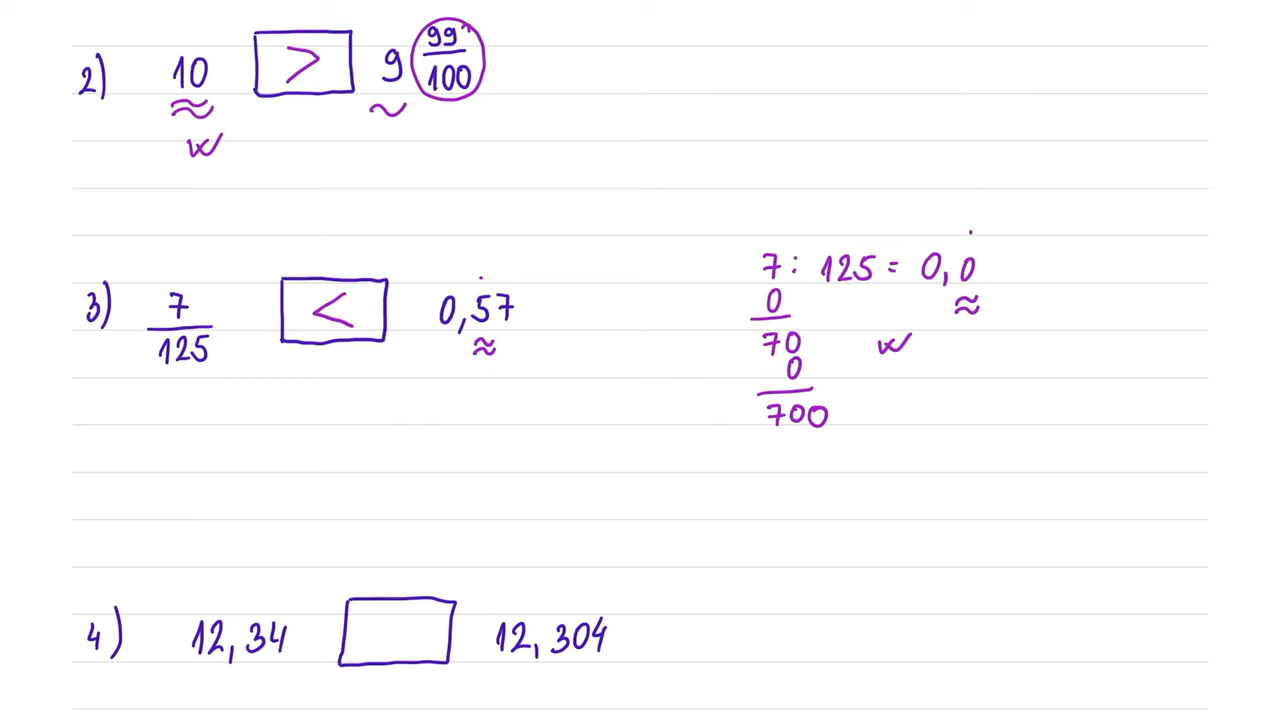 2) 10 > 9 99/100
3) 7/125 < 0,57
7 : 125 = 0,0
0
70
0
700
4) 12,34 12,304